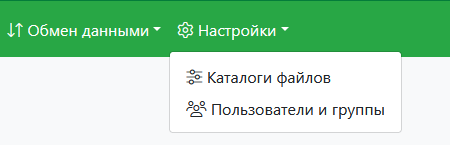 Обмен данными Настройки
Каталоги файлов
Пользователи и группы